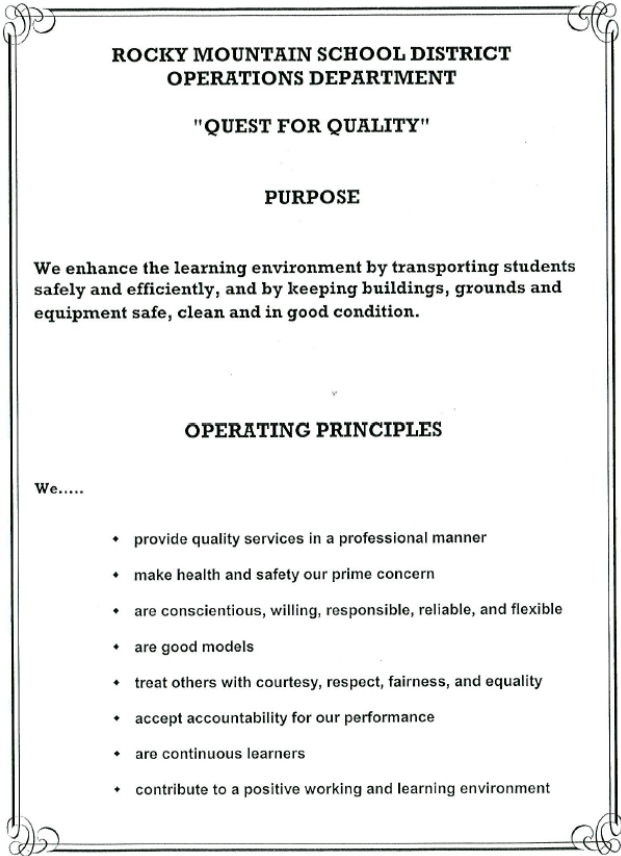 ROCKY MOUNTAIN SCHOOL DISTRICT
OPERATIONS DEPARTMENT
"QUEST FOR QUALITY"
PURPOSE
We enhance the learning environment by transporting students
safely and efficiently, and by keeping buildings, grounds and
equipment safe, clean and in good condition.
OPERATING PRINCIPLES
We.....
• provide quality services in a professional manner
• make health and safety our prime concern
• are conscientious, willing, responsible, reliable, and flexible
• are good models
• treat others with courtesy, respect, fairness, and equality
• accept accountability for our performance
• are continuous learners
• contribute to a positive working and learning environment